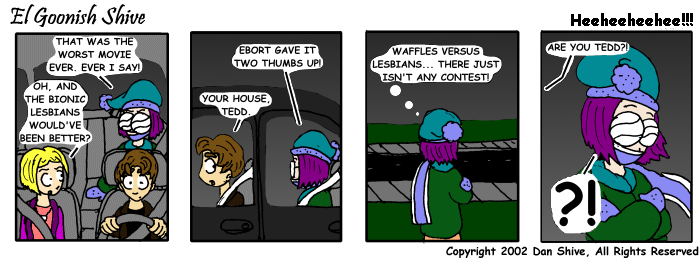 El Goonish Shive
Heeheeheehee!!!
THAT WAS THE
WORST MOVIE
EVER. EVER I SAY!
OH, AND
THE BIONIC
LESBIANS
WOULD'VE
BEEN BETTER?
EBORT GAVE IT
TWO THUMBS UP!
YOUR HOUSE,
TEDD.
WAFFLES VERSUS
LESBIANS... THERE JUST
ISN'T ANY CONTEST!
ARE YOU TEDD?!
?!
Copyright 2002 Dan Shive, All Rights Reserved